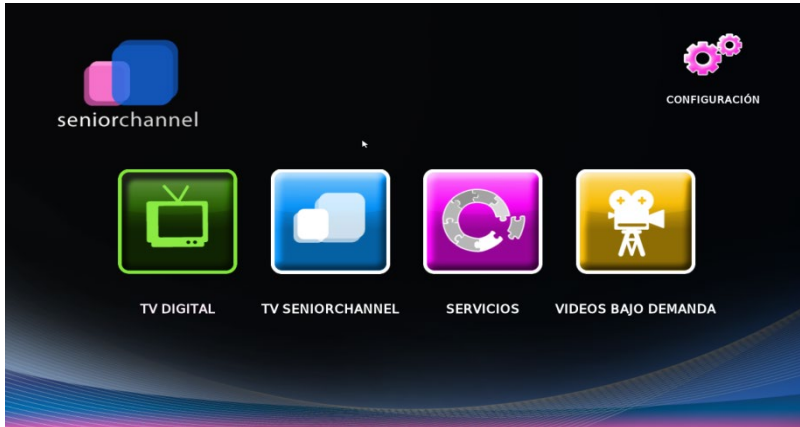 seniorchannel
CONFIGURACIÓN
TV DIGITAL
TV SENIORCHANNEL
SERVICIOS
VIDEOS BAJO DEMANDA